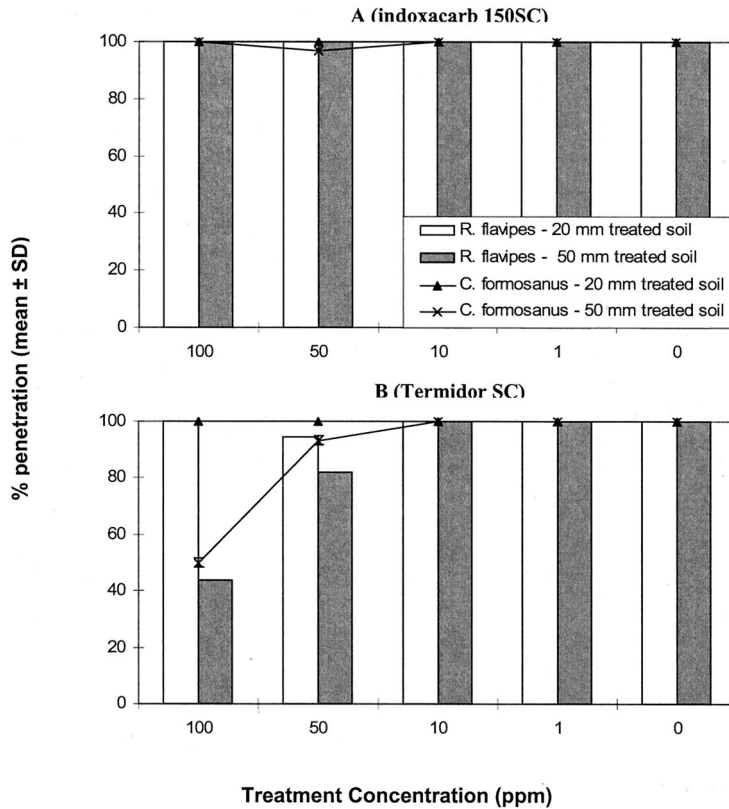 A (indoxacarb 150SC)
100
80
60
40
20
0
R. flavipes - 20 mm treated soil
R. flavipes - 50 mm treated soil
C. formosanus - 20 mm treated soil
C. formosanus - 50 mm treated soil
100 50 10 1 0
% penetration (mean ± SD)
B (Termidor SC)
100
80
60
40
20
0
100 50 10 1 0
Treatment Concentration (ppm)